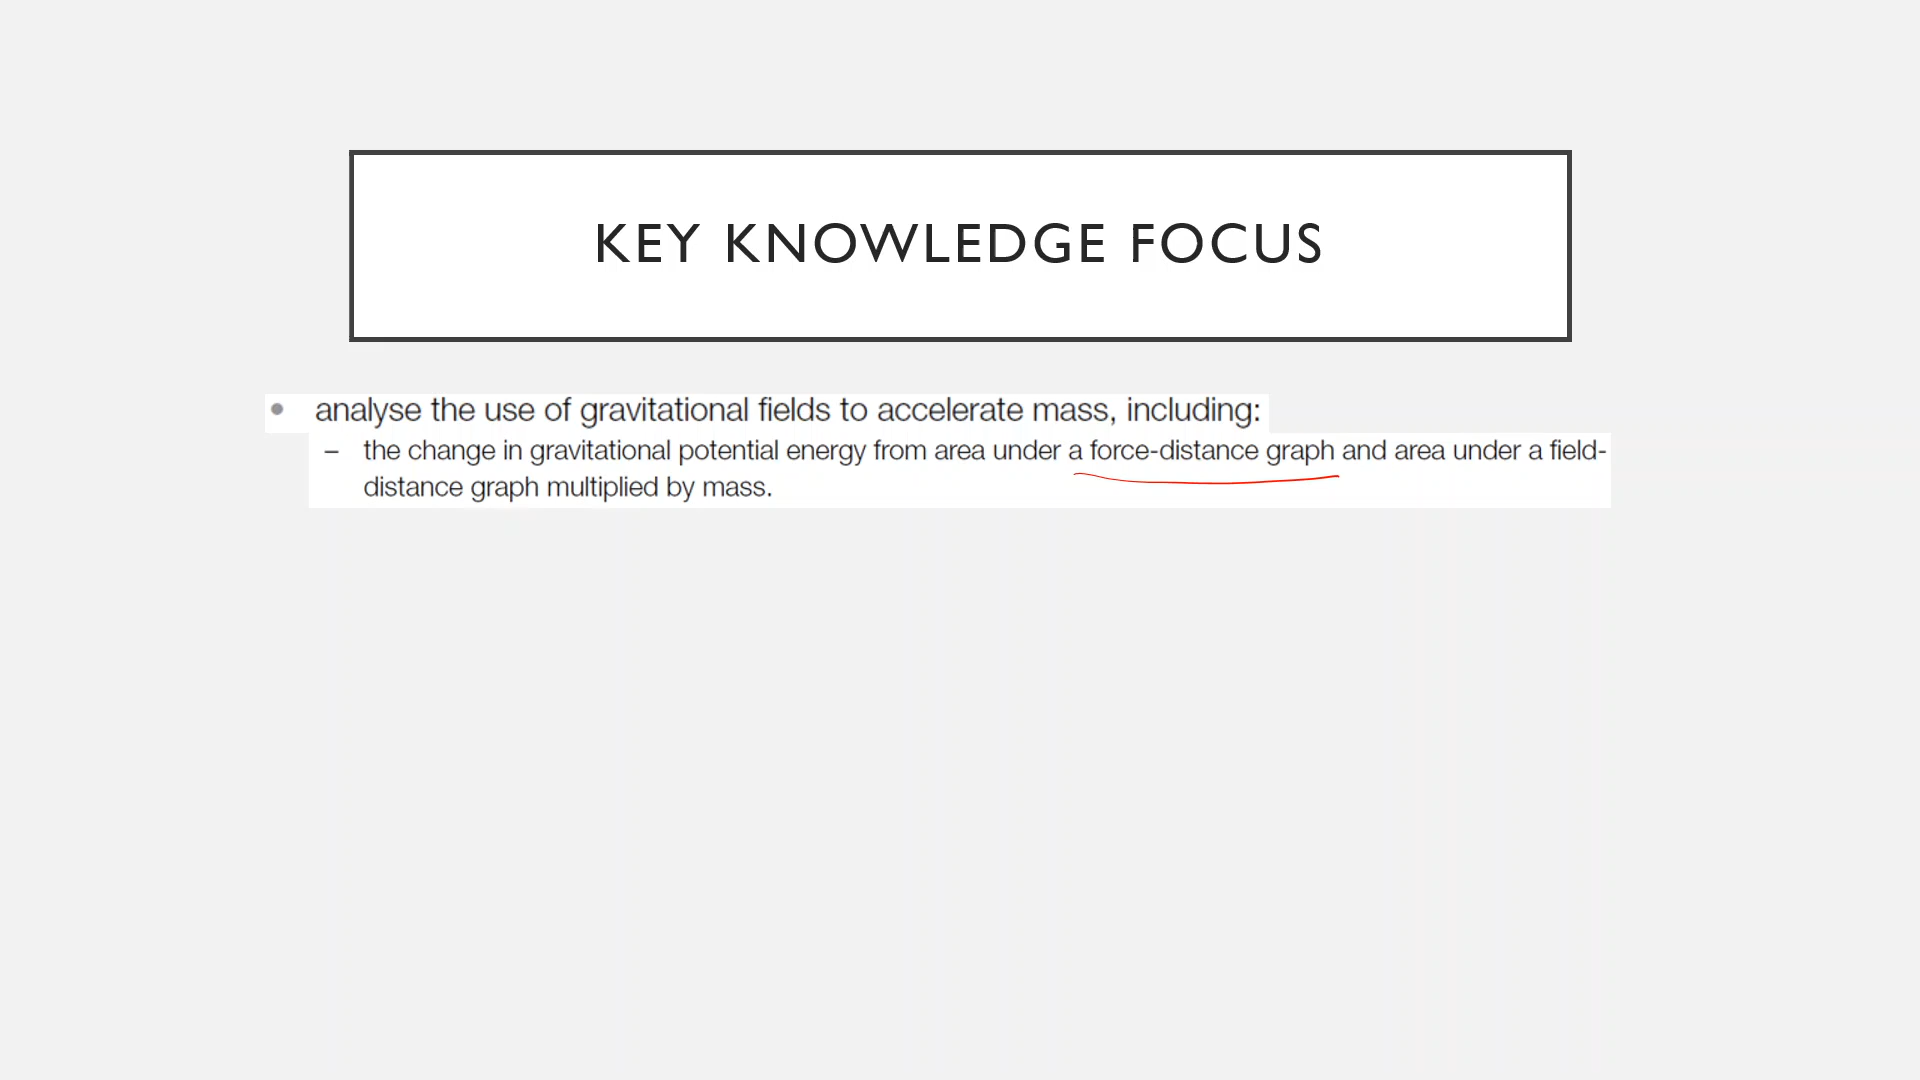 KEY KNOWLEDGE FOCUS
• analyse the use of gravitational fields to accelerate mass, including:
– the change in gravitational potential energy from area under a force-distance graph and area under a field-
distance graph multiplied by mass.